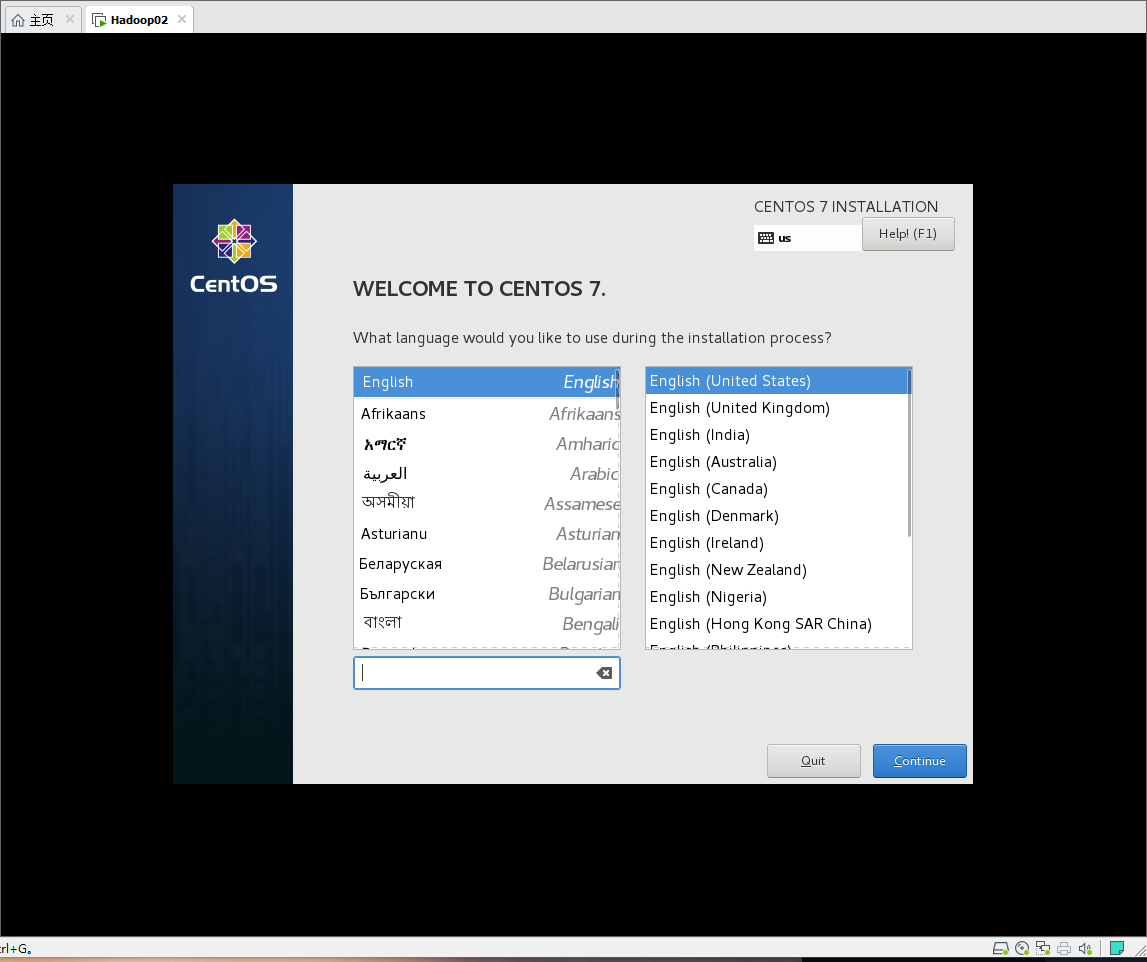 主页 Hadoop02
CentOS
CENTOS 7 INSTALLATION
us Help! (F1)
WELCOME TO CENTOS 7.
What language would you like to use during the installation process?
English English
Afrikaans Afrikaans
አማርኛ Amharic
العربية Arabic
অসমীয়া Assamese
Asturianu Asturian
Беларуская Belarusian
Български Bulgarian
বাংলা Bengali
English (United States)
English (United Kingdom)
English (India)
English (Australia)
English (Canada)
English (Denmark)
English (Ireland)
English (New Zealand)
English (Nigeria)
English (Hong Kong SAR China)
English (Philippines)
Quit Continue
trl+G。